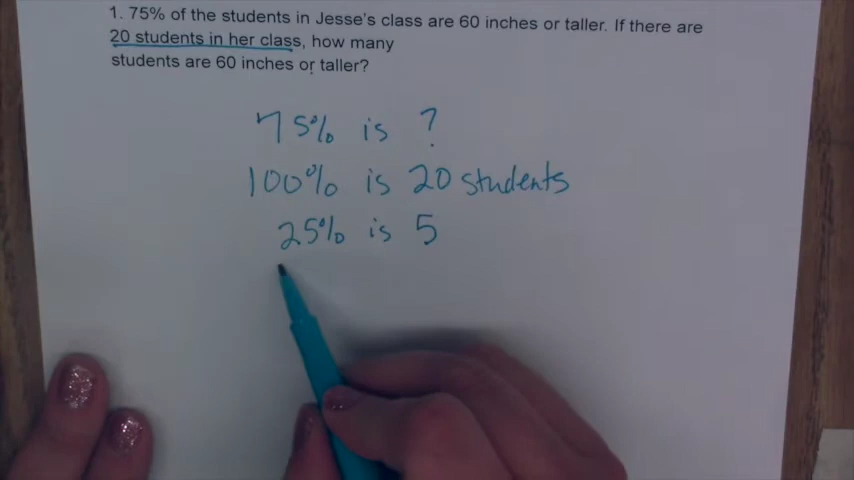 1. 75% of the students in Jesse's class are 60 inches or taller. If there are
20 students in her class, how many
students are 60 inches or taller?
75% is ?
100% is 20 students
25% is 5